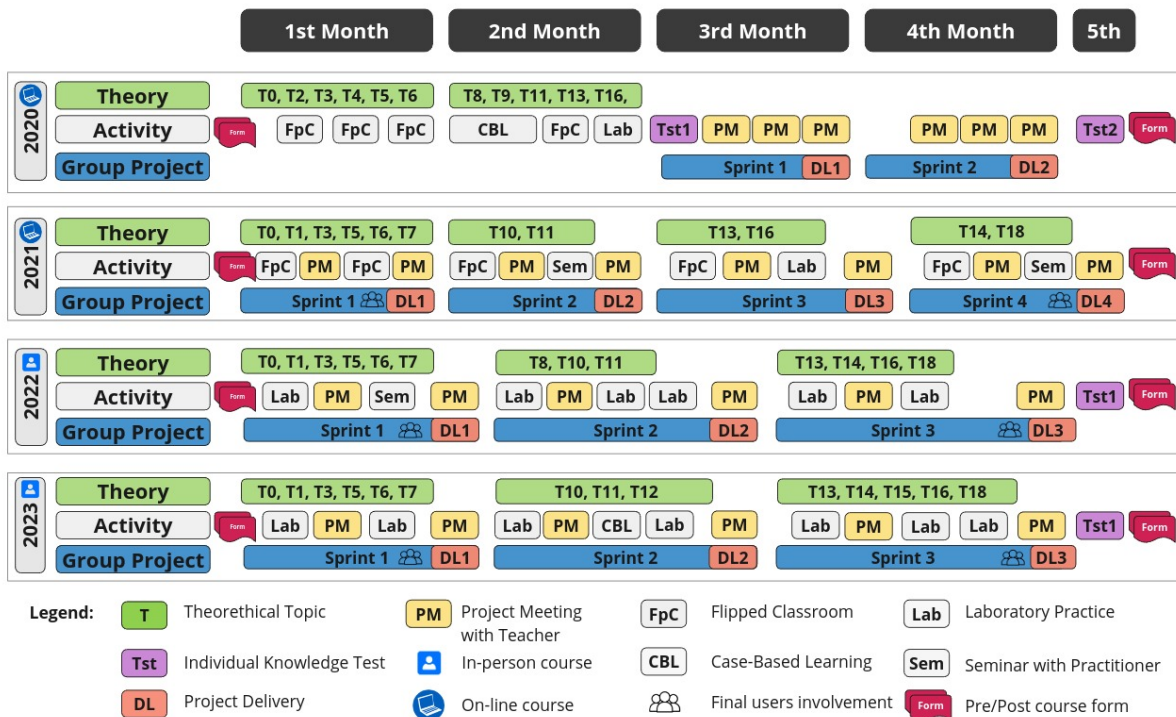 1st Month 2nd Month 3rd Month 4th Month 5th
2020
Theory T0, T2, T3, T4, T5, T6 T8, T9, T11, T13, T16,
Activity Form FpC FpC FpC CBL FpC Lab Tst1 PM PM PM PM PM PM Tst2 Form
Group Project Sprint 1 DL1 Sprint 2 DL2
2021
Theory T0, T1, T3, T5, T6, T7 T10, T11 T13, T16 T14, T18
Activity Form FpC PM FpC PM FpC PM Sem PM FpC PM Lab PM FpC PM Sem PM Form
Group Project Sprint 1 DL1 Sprint 2 DL2 Sprint 3 DL3 Sprint 4 DL4
2022
Theory T0, T1, T3, T5, T6, T7 T8, T10, T11 T13, T14, T16, T18
Activity Form Lab PM Sem PM Lab PM Lab Lab PM Lab PM Lab PM Tst1 Form
Group Project Sprint 1 DL1 Sprint 2 DL2 Sprint 3 DL3
2023
Theory T0, T1, T3, T5, T6, T7 T10, T11, T12 T13, T14, T15, T16, T18
Activity Form Lab PM Lab PM Lab PM CBL Lab PM Lab PM Lab Lab PM Tst1 Form
Group Project Sprint 1 DL1 Sprint 2 DL2 Sprint 3 DL3
Legend: T Theorethical Topic PM Project Meeting with Teacher FpC Flipped Classroom Lab Laboratory Practice
Tst Individual Knowledge Test In-person course CBL Case-Based Learning Sem Seminar with Practitioner
DL Project Delivery On-line course Final users involvement Form Pre/Post course form